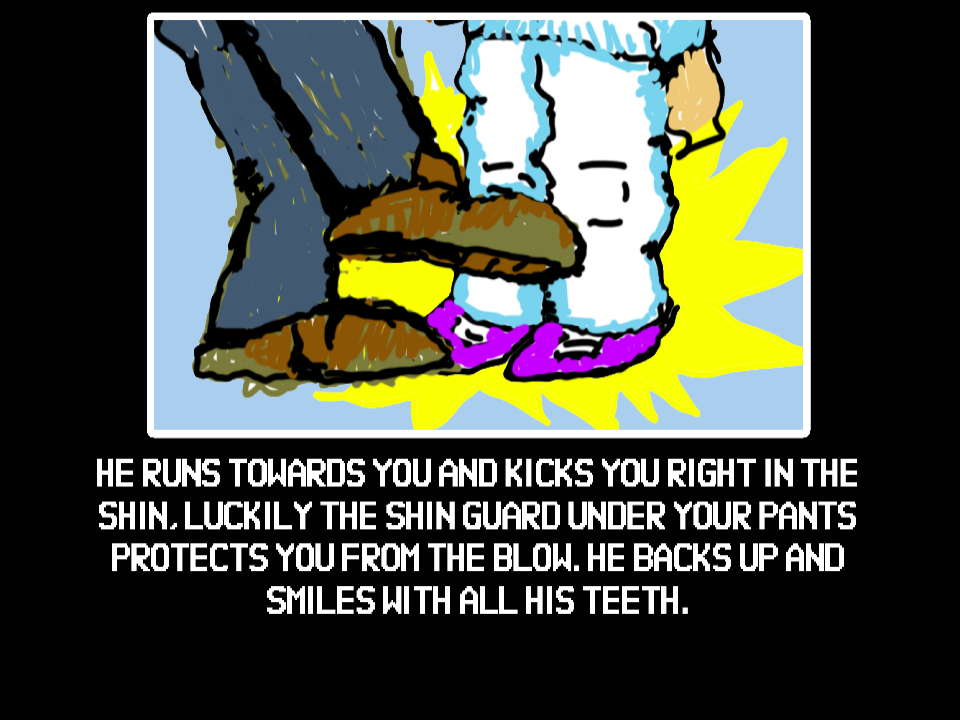 HE RUNS TOWARDS YOU AND KICKS YOU RIGHT IN THE
SHIN, LUCKILY THE SHIN GUARD UNDER YOUR PANTS
PROTECTS YOU FROM THE BLOW. HE BACKS UP AND
SMILES WITH ALL HIS TEETH.